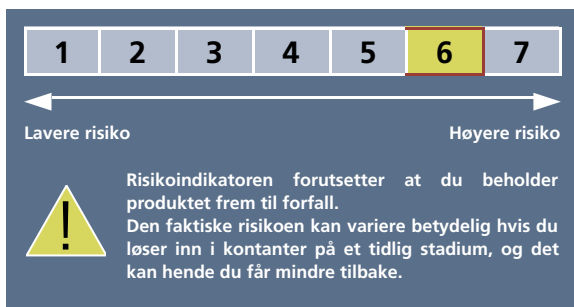 1 2 3 4 5 6 7
Lavere risiko Høyere risiko
Risikoindikatoren forutsetter at du beholder
produktet frem til forfall.
Den faktiske risikoen kan variere betydelig hvis du
løser inn i kontanter på et tidlig stadium, og det
kan hende du får mindre tilbake.
!